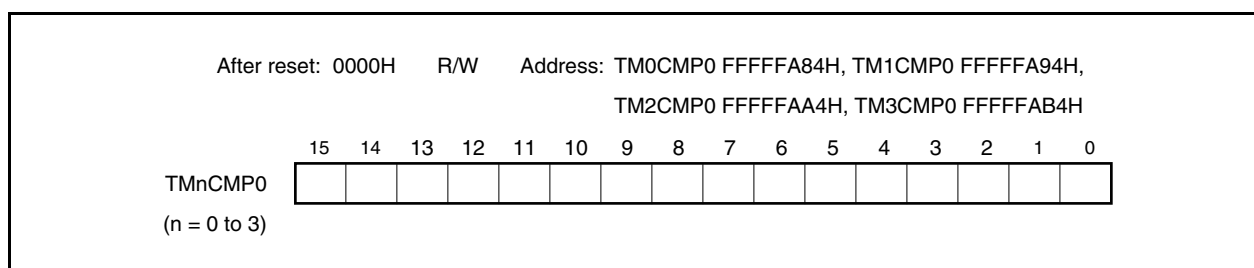 After reset: 0000H R/W Address: TM0CMP0 FFFFFA84H, TM1CMP0 FFFFFA94H,
TM2CMP0 FFFFFAA4H, TM3CMP0 FFFFFAB4H
15 14 13 12 11 10 9 8 7 6 5 4 3 2 1 0
TMnCMP0
(n = 0 to 3)